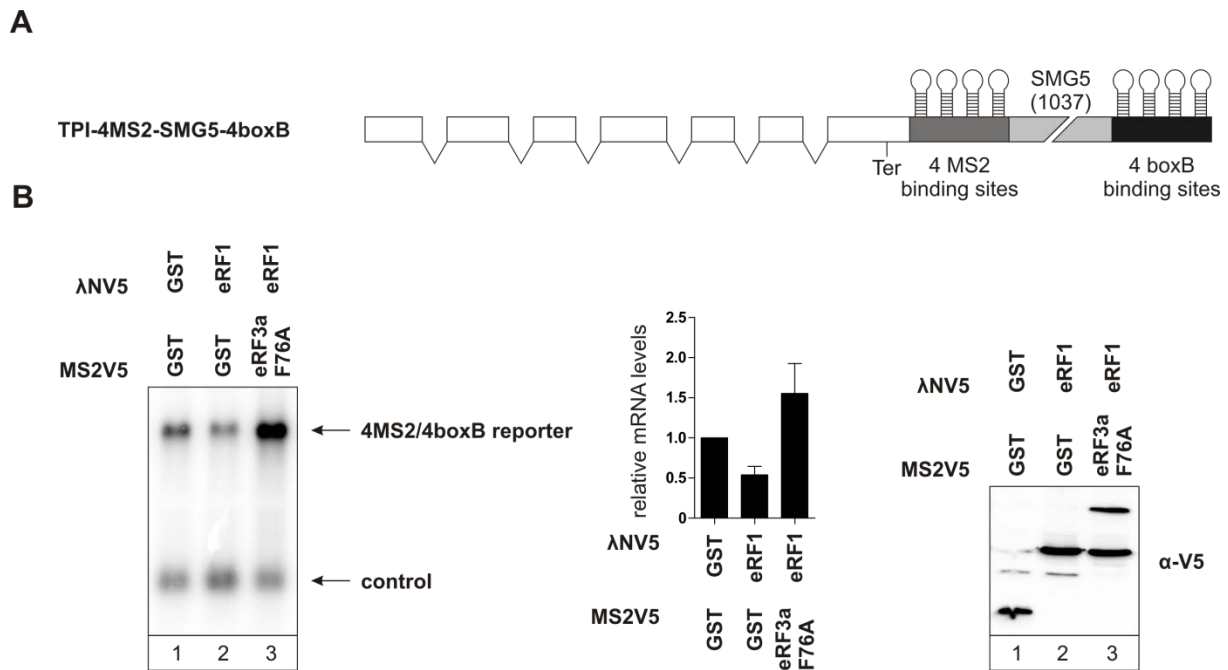 A
TPI-4MS2-SMG5-4boxB
SMG5
(1037)
Ter
4 MS2
binding sites
4 boxB
binding sites
B
λNV5
GST
eRF1
eRF1
MS2V5
GST
GST
eRF3a
F76A
4MS2/4boxB reporter
control
1
2
3
relative mRNA levels
2.5
2.0
1.5
1.0
0.5
0
λNV5
GST
eRF1
eRF1
MS2V5
GST
GST
eRF3a
F76A
λNV5
GST
eRF1
eRF1
MS2V5
GST
GST
eRF3a
F76A
α-V5
1
2
3